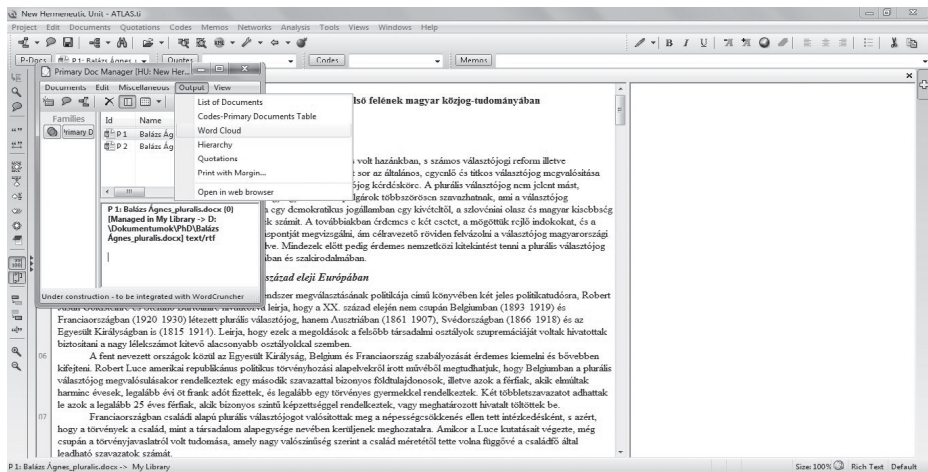 New Hermeneutic Unit - ATLAS.ti
Project Edit Documents Quotations Codes Memos Networks Analysis Tools Views Windows Help
P-Docs P 1: Balázs Ágnes Quotes Codes Memos
Primary Doc Manager [HU: New Her...
Documents Edit Miscellaneous Output View
Families
Primary D
Id Name
P 1 Balázs Ág
P 2 Balázs Ág
List of Documents
Codes-Primary Documents Table
Word Cloud
Hierarchy
Quotations
Print with Margin...
Open in web browser
P 1: Balázs Ágnes_pluralis.docx {0}
[Managed in My Library -> D:
\Dokumentumok\PhD\Balázs
Ágnes_pluralis.docx] text/rtf
Under construction - to be integrated with WordCruncher
lső felének magyar közjog-tudományában
volt hazánkban, s számos választójogi reform illetve
sor az általános, egyenlő és titkos választójog megvalósítása
ójog kérdésköre. A plurális választójog nem jelent mást,
olgárok többszörösen szavazhatnak, ami a választójog
egy demokratikus jogállamban egy kivételtől, a szlovéniai olasz és magyar kisebbség
k számít. A továbbiakban érdemes e két esetet, a mögöttük rejlő indokokat, és a
spontját megvizsgálni, ám célravezető röviden felvázolni a választójog magyarországi
lve. Mindezek előtt pedig érdemes nemzetközi kitekintést tenni a plurális választójog
ában és szakirodalmában.
század eleji Európában
endszer megválasztásának politikája című könyvében két jeles politikatudósra, Robert
leírja, hogy a XX. század elején nem csupán Belgiumban (1893 1919) és
Franciaországban (1920 1930) létezett plurális választójog, hanem Ausztriában (1861 1907), Svédországban (1866 1918) és az
Egyesült Királyságban is (1815 1914). Leírja, hogy ezek a megoldások a felsőbb társadalmi osztályok szupremáciáját voltak hivatottak
biztosítani a nagy lélekszámot kitevő alacsonyabb osztályokkal szemben.
06 A fent nevezett országok közül az Egyesült Királyság, Belgium és Franciaország szabályozását érdemes kiemelni és bővebben
kifejteni. Robert Luce amerikai republikánus politikus törvényhozási alapelvekről írott művéből megtudhatjuk, hogy Belgiumban a plurális
választójog megvalósulásakor rendelkeztek egy második szavazattal bizonyos földtulajdonosok, illetve azok a férfiak, akik elmúltak
harminc évesek, legalább évi öt frank adót fizettek, és legalább egy törvényes gyermekkel rendelkeztek. Két többletszavazatot adhattak
le azok a legalább 25 éves férfiak, akik bizonyos szintű képzettséggel rendelkeztek, vagy meghatározott hivatalt töltöttek be.
07 Franciaországban családi alapú plurális választójogot valósítottak meg a népességcsökkenés ellen tett intézkedésként, s azért,
hogy a törvények a család, mint a társadalom alapegysége nevében kerüljenek meghozatalra. Amikor a Luce kutatásait végezte, még
csupán a törvényjavaslatról volt tudomása, amely nagy valószínűség szerint a család méretétől tette volna függővé a családfő által
leadható szavazatok számát.
P 1: Balázs Ágnes_pluralis.docx -> My Library
Size: 100% Rich Text Default